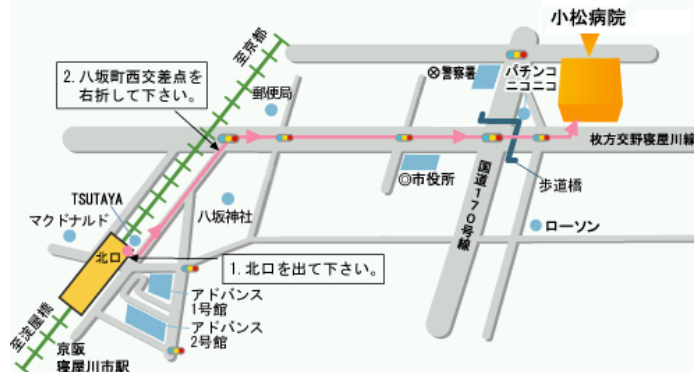 小松病院
至京都
2. 八坂町西交差点を
右折して下さい。
郵便局
警察署
パチンコ
ニコニコ
枚方交野寝屋川線
TSUTAYA
マクドナルド
八坂神社
◎市役所
国道170号線
歩道橋
北口
ローソン
1. 北口を出て下さい。
至淀屋橋
アドバンス
1号館
アドバンス
2号館
京阪
寝屋川市駅